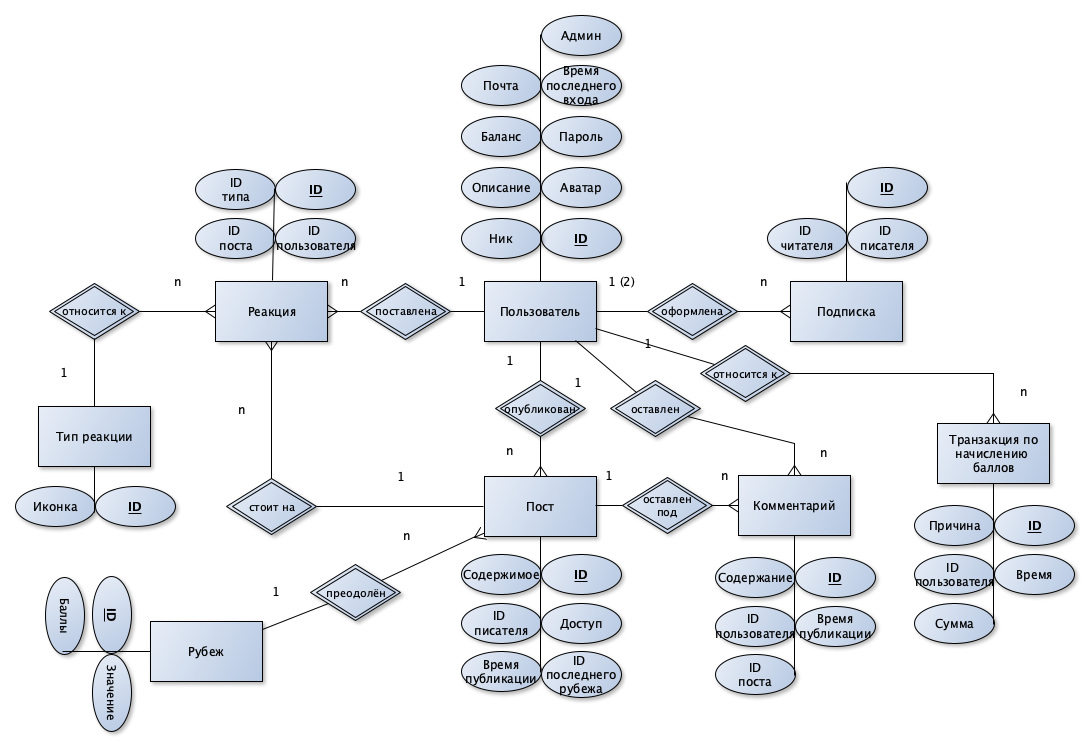 Админ
Почта
Время
последнего
входа
Баланс
Пароль
Описание
Аватар
Ник
ID
ID
типа
ID
ID
поста
ID
пользователя
ID
ID
читателя
ID
писателя
n
n
1
1 (2)
n
относится к
Реакция
поставлена
Пользователь
оформлена
Подписка
1
1
1
1
относится к
n
Тип реакции
n
опубликован
оставлен
Транзакция по
начислению
баллов
n
n
Иконка
ID
1
1
n
стоит на
Пост
оставлен
под
Комментарий
Причина
ID
n
ID
пользователя
Время
Сумма
1
преодолён
Содержимое
ID
ID
писателя
Доступ
Время
публикации
ID
последнего
рубежа
Содержание
ID
ID
пользователя
Время
публикации
ID
поста
Баллы
ID
Значение
Рубеж